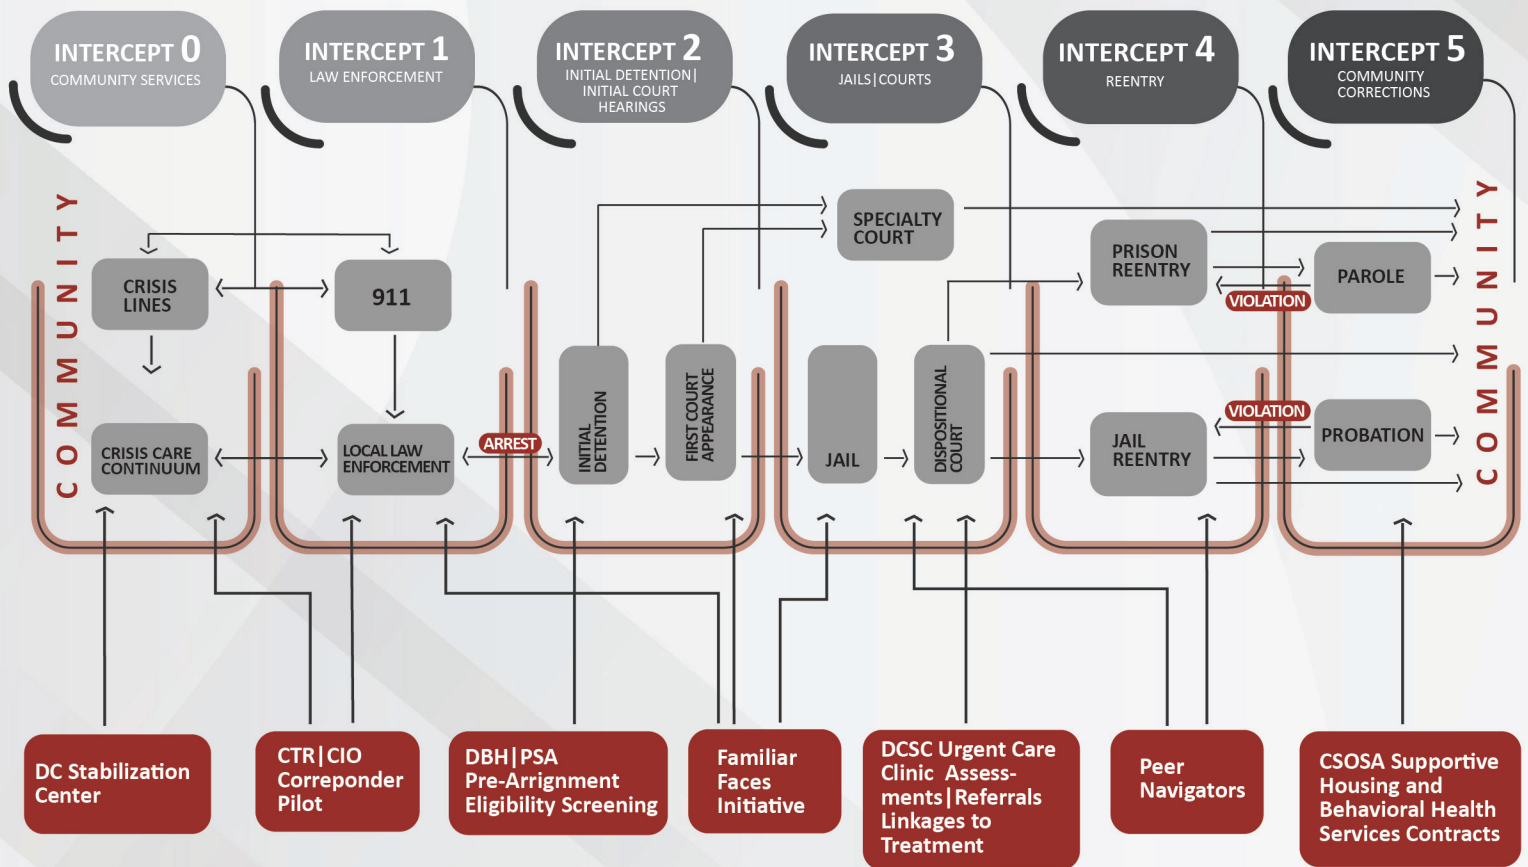 INTERCEPT 0
COMMUNITY SERVICES
INTERCEPT 1
LAW ENFORCEMENT
INTERCEPT 2
INITIAL DETENTION|
INITIAL COURT
HEARINGS
INTERCEPT 3
JAILS|COURTS
INTERCEPT 4
REENTRY
INTERCEPT 5
COMMUNITY
CORRECTIONS
COMMUNITY
CRISIS
LINES
911
CRISIS CARE
CONTINUUM
LOCAL LAW
ENFORCEMENT
ARREST
INITIAL
DETENTION
FIRST COURT
APPEARANCE
SPECIALTY
COURT
JAIL
DISPOSITIONAL
COURT
PRISON
REENTRY
VIOLATION
PAROLE
JAIL
REENTRY
VIOLATION
PROBATION
COMMUNITY
DC Stabilization
Center
CTR|CIO
Correponder
Pilot
DBH|PSA
Pre-Arrignment
Eligibility Screening
Familiar
Faces
Initiative
DCSC Urgent Care
Clinic Assess-
ments|Referrals
Linkages to
Treatment
Peer
Navigators
CSOSA Supportive
Housing and
Behavioral Health
Services Contracts